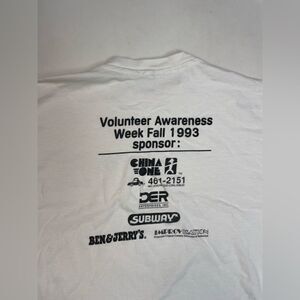 Volunteer Awareness
Week Fall 1993
sponsor:
CHINA
ONE
461-2151
DER
SUBWAY
BEN & JERRY'S.
IMPROVISATION